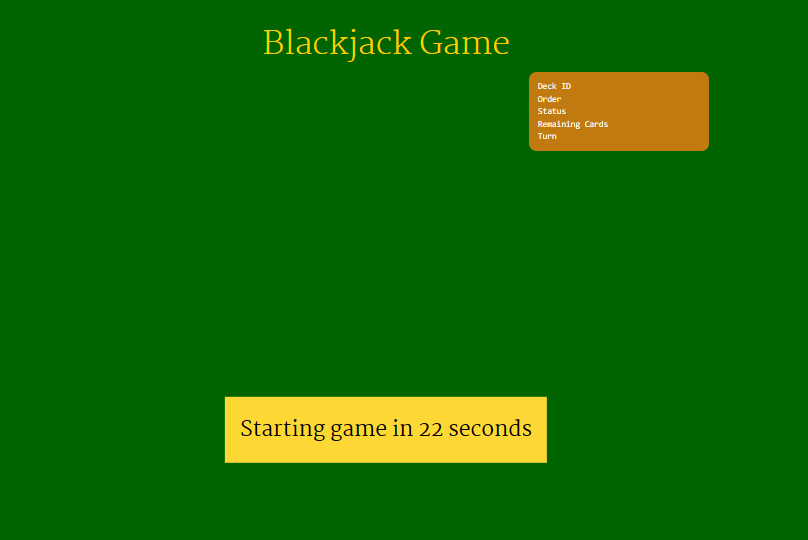 Blackjack Game
Deck ID
Order
Status
Remaining Cards
Turn
Starting game in 22 seconds